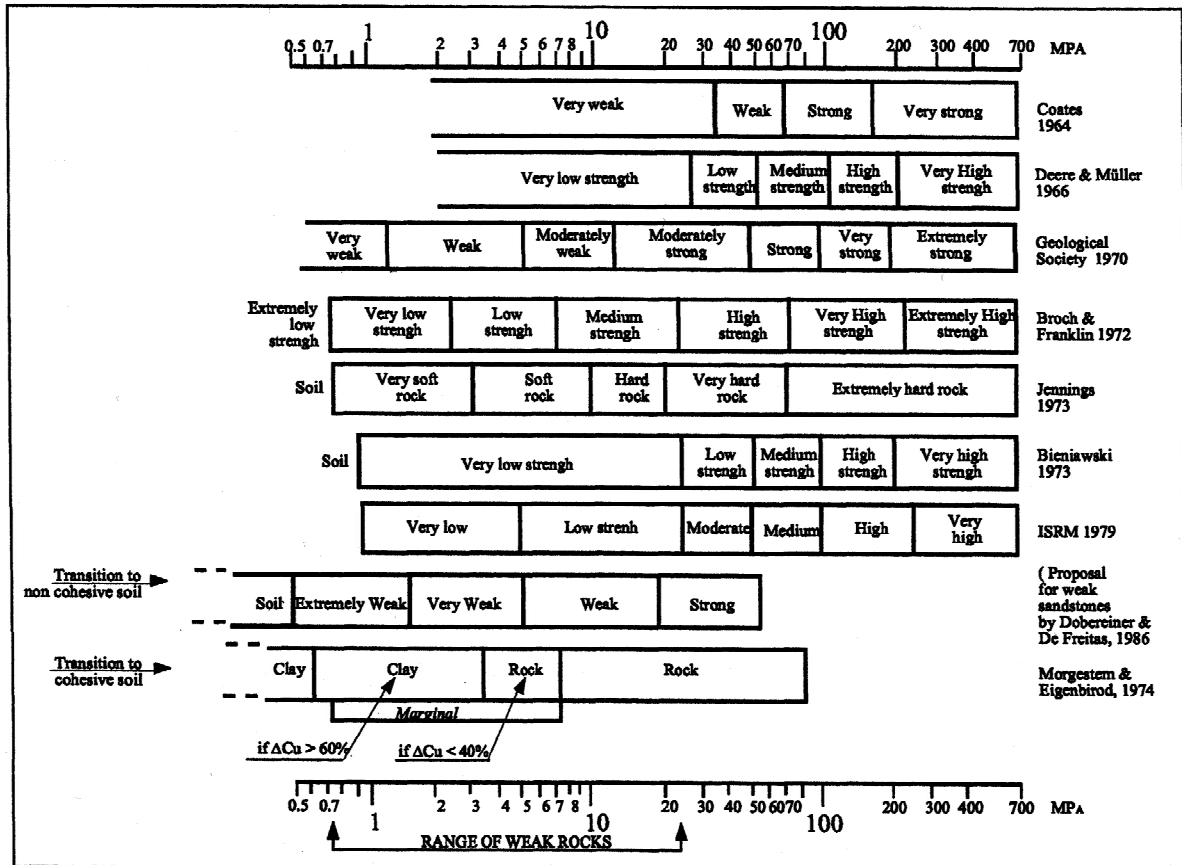 0.5 0.7 1 2 3 4 5 6 7 8 10 20 30 40 50 60 70 100 200 300 400 700 MPA
Very weak Weak Strong Very strong
Coates
1964
Very low strength
Low
strength
Medium
strength
High
strength
Very High
strengh
Deere & Müller
1966
Very
weak
Weak
Moderately
weak
Moderately
strong
Strong
Very
strong
Extremely
strong
Geological
Society 1970
Extremely
low
strengh
Very low
strengh
Low
strengh
Medium
strengh
High
strengh
Very High
strengh
Extremely High
strengh
Broch &
Franklin 1972
Soil
Very soft
rock
Soft
rock
Hard
rock
Very hard
rock
Extremely hard rock
Jennings
1973
Soil
Very low strengh
Low
strengh
Medium
strengh
High
strengh
Very high
strengh
Bieniawski
1973
Very low
Low strenh
Moderate
Medium
High
Very
high
ISRM 1979
Transition to
non cohesive soil
Soil Extremely Weak Very Weak Weak Strong
( Proposal
for weak
sandstones
by Dobereiner &
De Freitas, 1986
Transition to
cohesive soil
Clay Clay Rock Rock
Morgestern &
Eigenbirod, 1974
Marginal
if ΔCu > 60%
if ΔCu < 40%
0.5 0.7 1 2 3 4 5 6 7 8 10 20 30 40 50 60 70 100 200 300 400 700 MPA
RANGE OF WEAK ROCKS